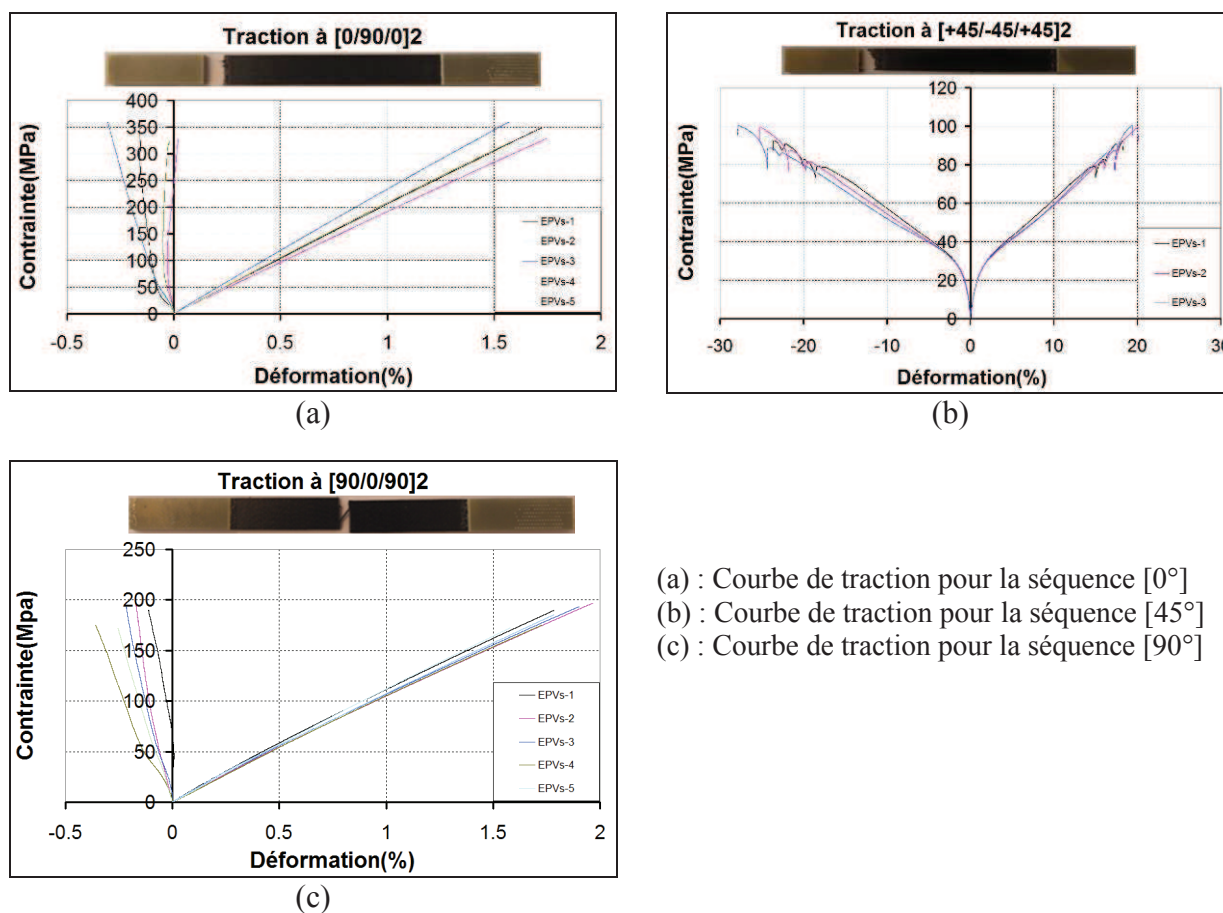 Traction à [0/90/0]2
Contrainte(MPa)
400
350
300
250
200
150
100
50
0
-0.5 0 0.5 1 1.5 2
Déformation(%)
EPVs-1
EPVs-2
EPVs-3
EPVs-4
EPVs-5
(a)
Traction à [+45/-45/+45]2
Contrainte(MPa)
120
100
80
60
40
20
0
-30 -20 -10 0 10 20 30
Déformation(%)
EPVs-1
EPVs-2
EPVs-3
(b)
Traction à [90/0/90]2
Contrainte(Mpa)
250
200
150
100
50
0
-0.5 0 0.5 1 1.5 2
Déformation(%)
EPVs-1
EPVs-2
EPVs-3
EPVs-4
EPVs-5
(c)
(a) : Courbe de traction pour la séquence [0°]
(b) : Courbe de traction pour la séquence [45°]
(c) : Courbe de traction pour la séquence [90°]